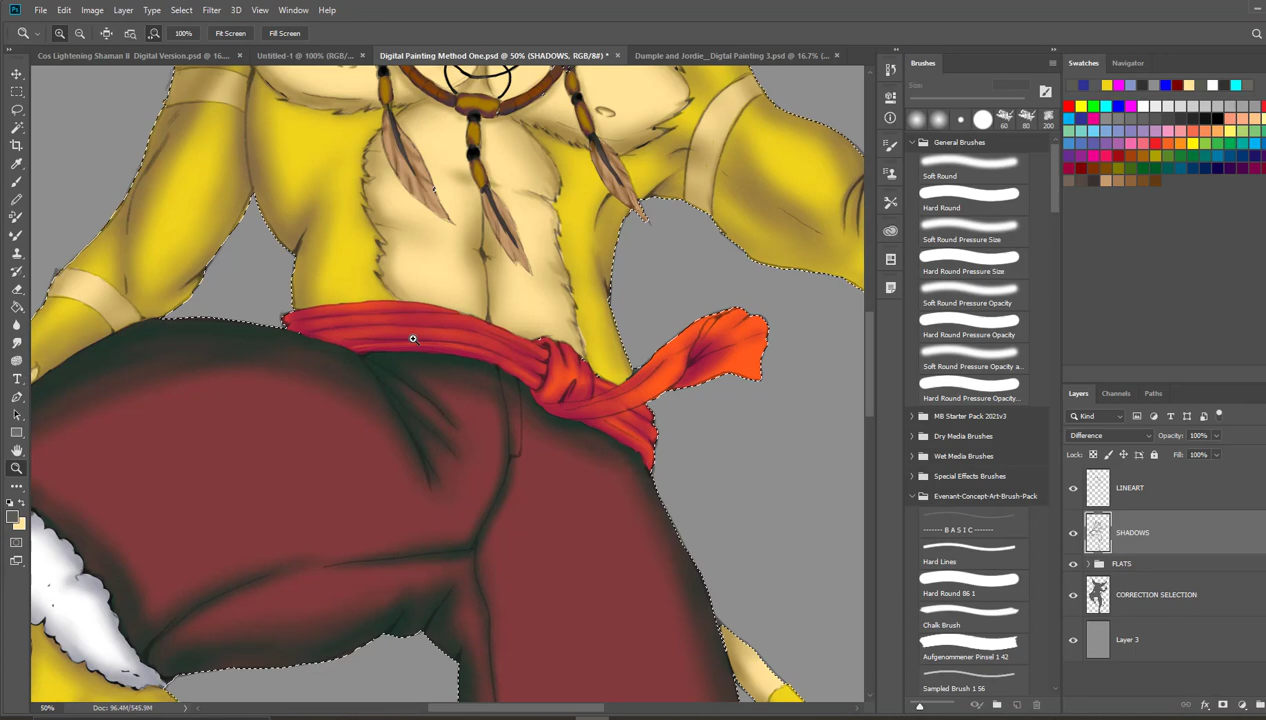 Ps File Edit Image Layer Type Select Filter 3D View Window Help
100% Fit Screen Fill Screen
Cos Lightening Shaman II Digital Version.psd @ 16.... × Untitled-1 @ 100% (RGB/... × Digital Painting Method One.psd @ 50% (SHADOWS, RGB/8#) * × Dumple and Jordie__Digtal Painting 3.psd @ 16.7% (... ×
Brushes
Swatches Navigator
Size:
60 80 200
General Brushes
Soft Round
Hard Round
Soft Round Pressure Size
Hard Round Pressure Size
Soft Round Pressure Opacity
Hard Round Pressure Opacity
Soft Round Pressure Opacity a...
Hard Round Pressure Opacity...
MB Starter Pack 2021v3
Dry Media Brushes
Wet Media Brushes
Special Effects Brushes
Evenant-Concept-Art-Brush-Pack
------- B A S I C -------
Hard Lines
Hard Round 86 1
Chalk Brush
Aufgenommener Pinsel 1 42
Sampled Brush 1 56
Layers Channels Paths
Kind
Difference Opacity: 100%
Lock: Fill: 100%
LINEART
SHADOWS
FLATS
CORRECTION SELECTION
Layer 3
fx
50% Doc: 96.4M/545.9M